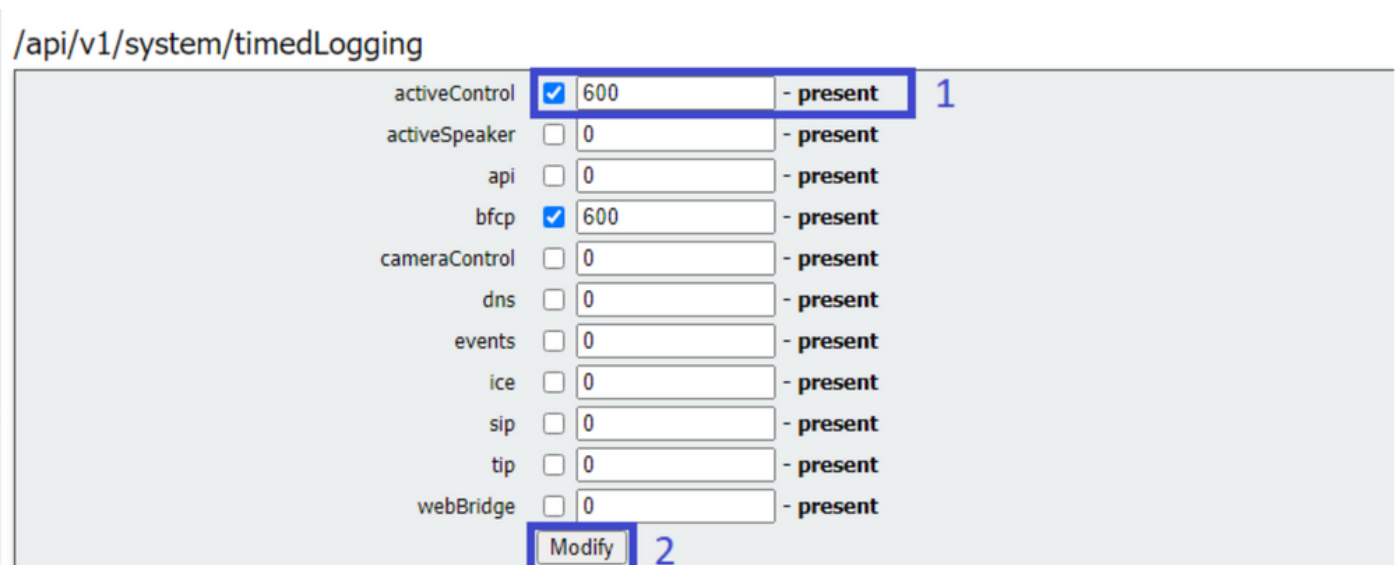 /api/v1/system/timedLogging
activeControl 600 - present 1
activeSpeaker 0 - present
api 0 - present
bfcp 600 - present
cameraControl 0 - present
dns 0 - present
events 0 - present
ice 0 - present
sip 0 - present
tip 0 - present
webBridge 0 - present
Modify 2